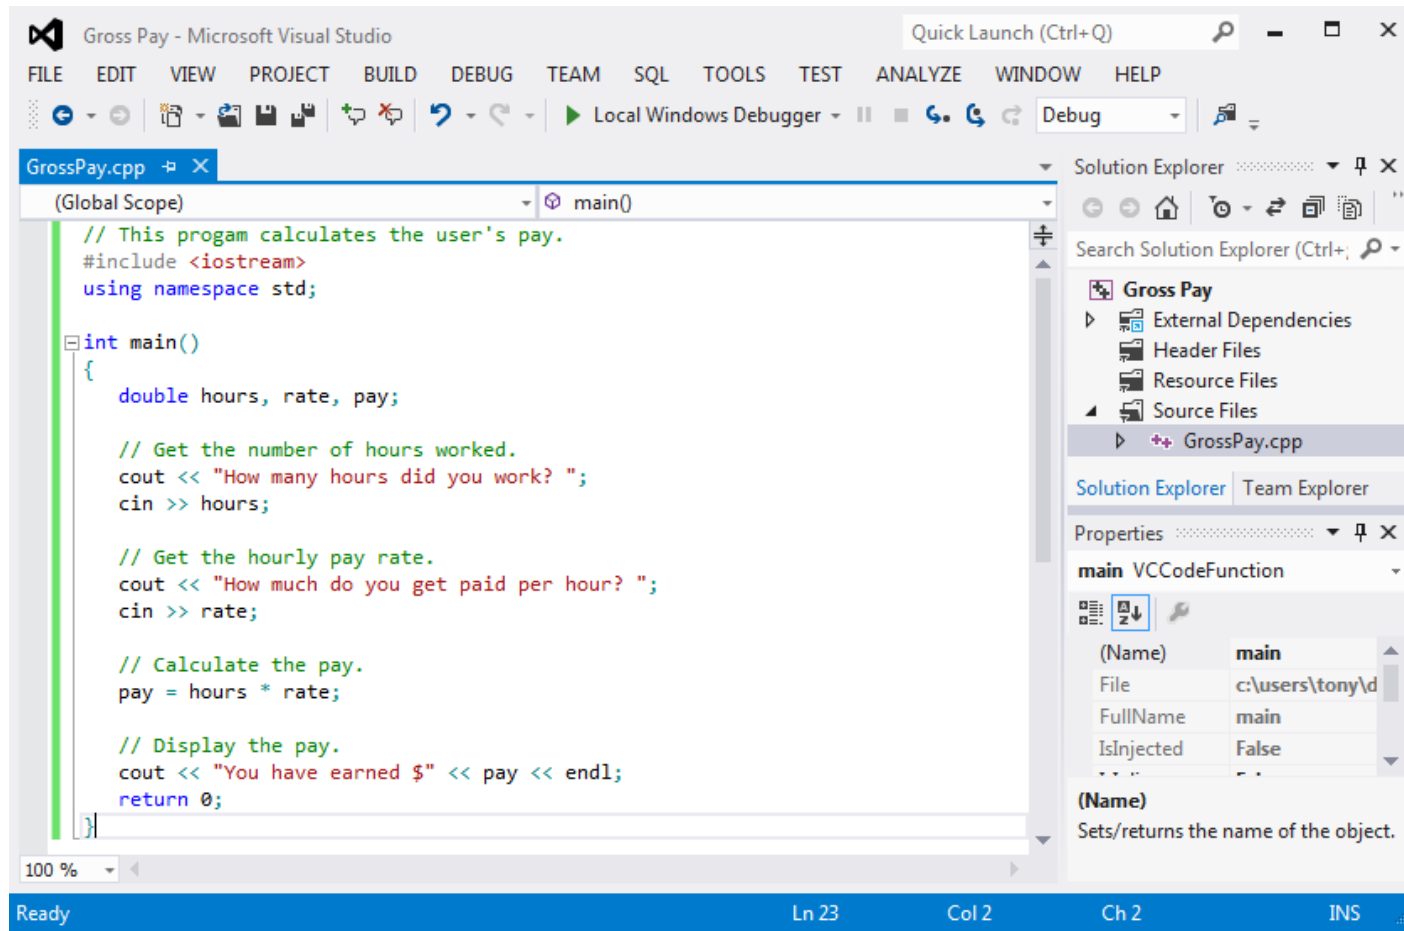 Gross Pay - Microsoft Visual Studio
Quick Launch (Ctrl+Q)
FILE EDIT VIEW PROJECT BUILD DEBUG TEAM SQL TOOLS TEST ANALYZE WINDOW HELP
Local Windows Debugger Debug
GrossPay.cpp
(Global Scope) main()
// This progam calculates the user's pay.
#include <iostream>
using namespace std;
int main()
{
double hours, rate, pay;
// Get the number of hours worked.
cout << "How many hours did you work? ";
cin >> hours;
// Get the hourly pay rate.
cout << "How much do you get paid per hour? ";
cin >> rate;
// Calculate the pay.
pay = hours * rate;
// Display the pay.
cout << "You have earned $" << pay << endl;
return 0;
}
100 %
Solution Explorer
Search Solution Explorer (Ctrl+;
Gross Pay
External Dependencies
Header Files
Resource Files
Source Files
GrossPay.cpp
Solution Explorer Team Explorer
Properties
main VCCodeFunction
(Name) main
File c:\users\tony\d
FullName main
IsInjected False
(Name)
Sets/returns the name of the object.
Ready Ln 23 Col 2 Ch 2 INS